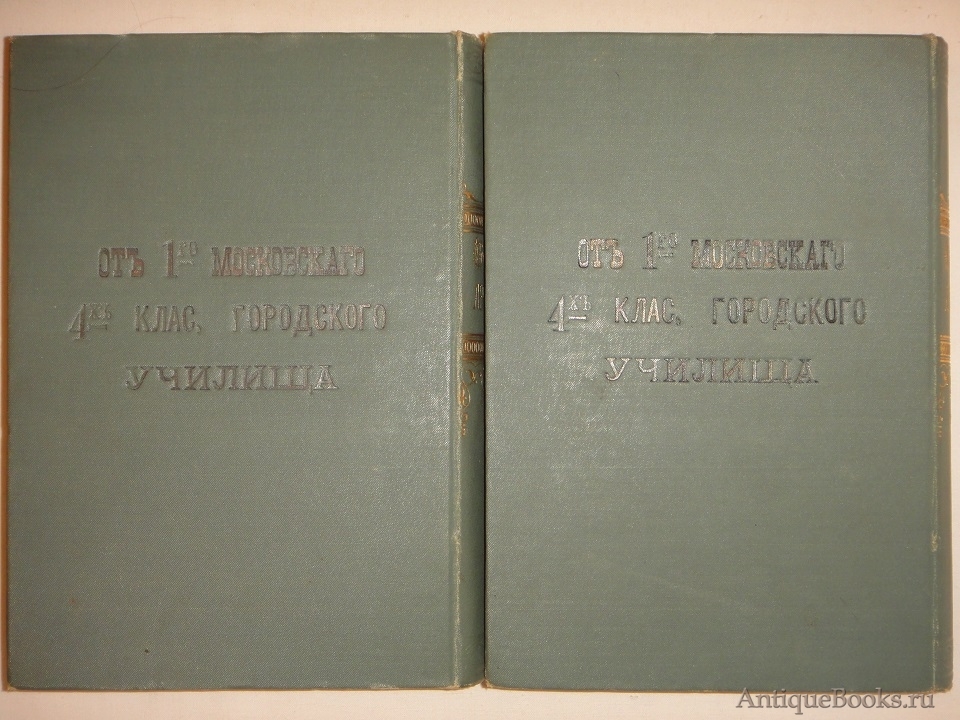 ОТЪ 1го МОСКОВСКАГО
4хъ КЛАС. ГОРОДСКОГО
УЧИЛИЩА
ОТЪ 1го МОСКОВСКАГО
4хъ КЛАС. ГОРОДСКОГО
УЧИЛИЩА
AntiqueBooks.ru